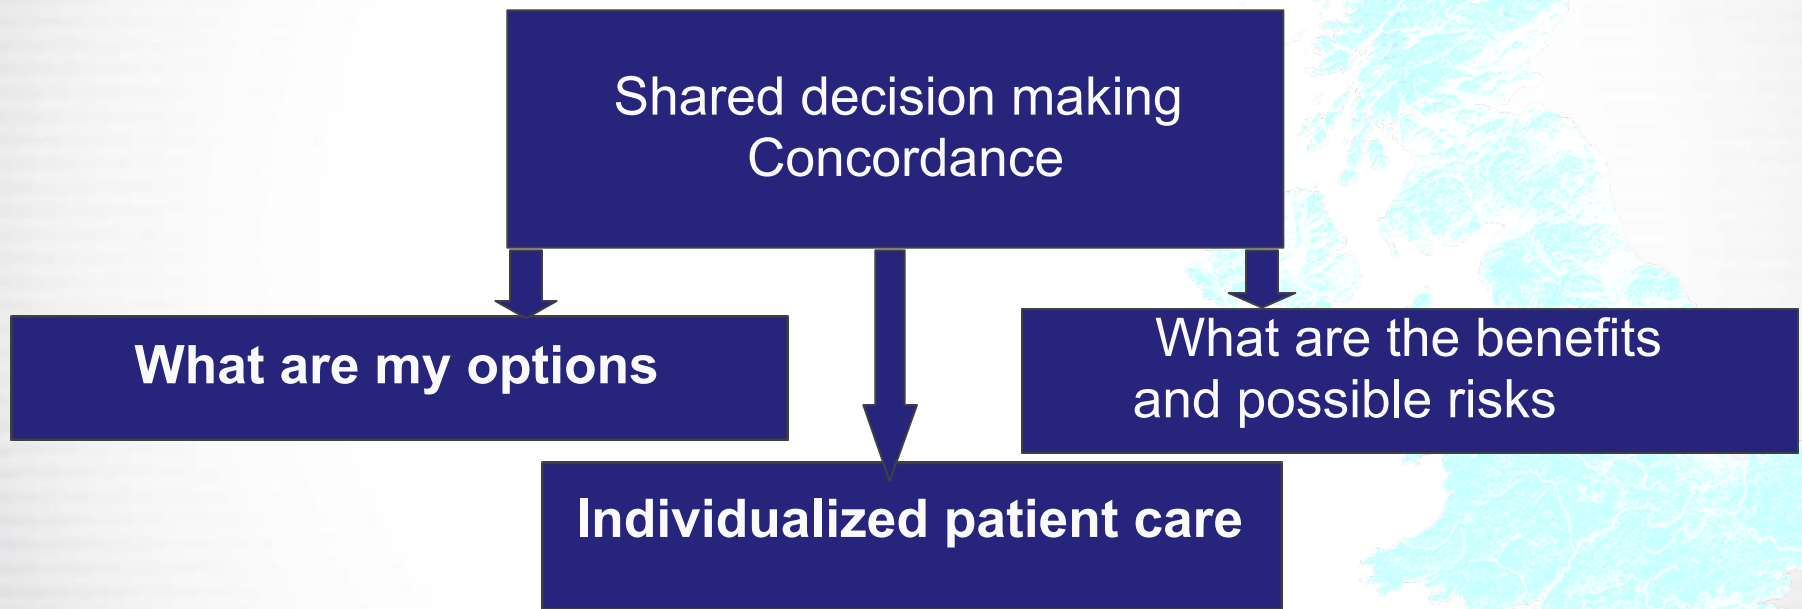 Shared decision making
Concordance
What are my options
What are the benefits
and possible risks
Individualized patient care